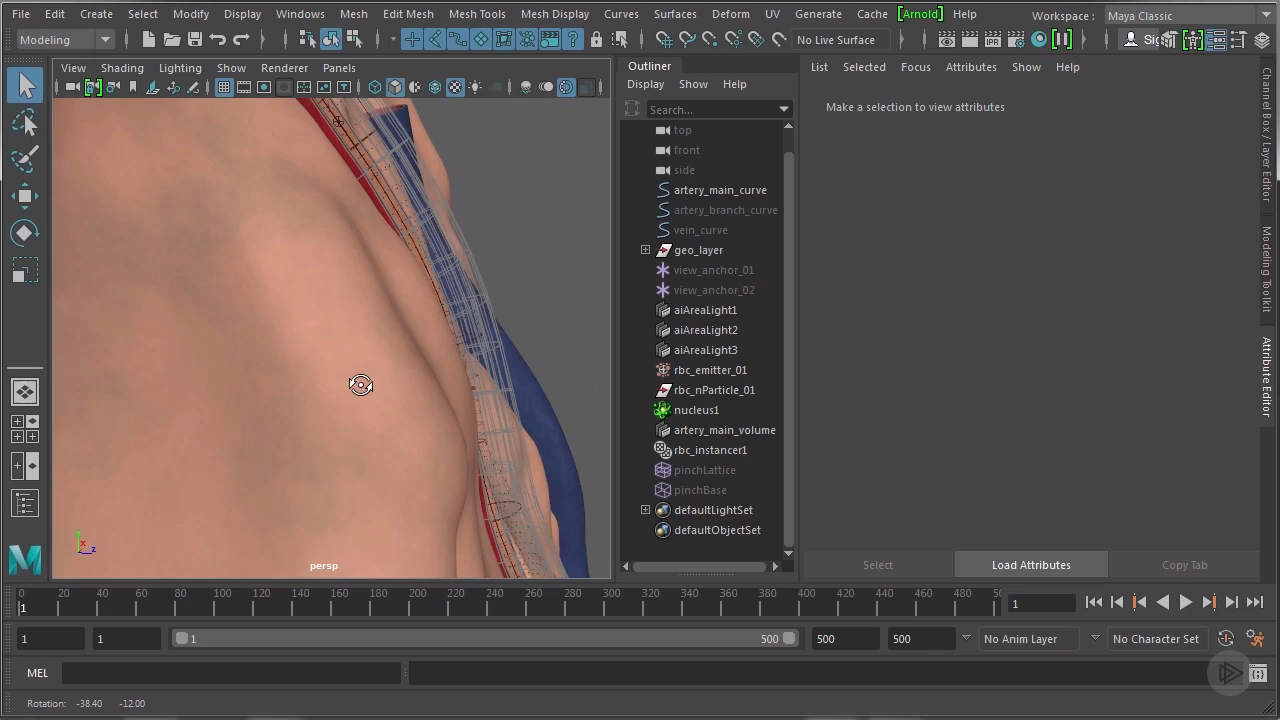 File Edit Create Select Modify Display Windows Mesh Edit Mesh Mesh Tools Mesh Display Curves Surfaces Deform UV Generate Cache [Arnold] Help Workspace : Maya Classic
Modeling No Live Surface
View Shading Lighting Show Renderer Panels
Outliner
Display Show Help
Search...
top
front
side
artery_main_curve
artery_branch_curve
vein_curve
geo_layer
view_anchor_01
view_anchor_02
aiAreaLight1
aiAreaLight2
aiAreaLight3
rbc_emitter_01
rbc_nParticle_01
nucleus1
artery_main_volume
rbc_instancer1
pinchLattice
pinchBase
defaultLightSet
defaultObjectSet
List Selected Focus Attributes Show Help
Make a selection to view attributes
Select Load Attributes Copy Tab
Channel Box / Layer Editor
Modeling Toolkit
Attribute Editor
y
x
z
persp
0 20 40 60 80 100 120 140 160 180 200 220 240 260 280 300 320 340 360 380 400 420 440 460 480
1 1
1 1 1 500 500 500 No Anim Layer No Character Set
MEL
Rotation: -38.40 -12.00